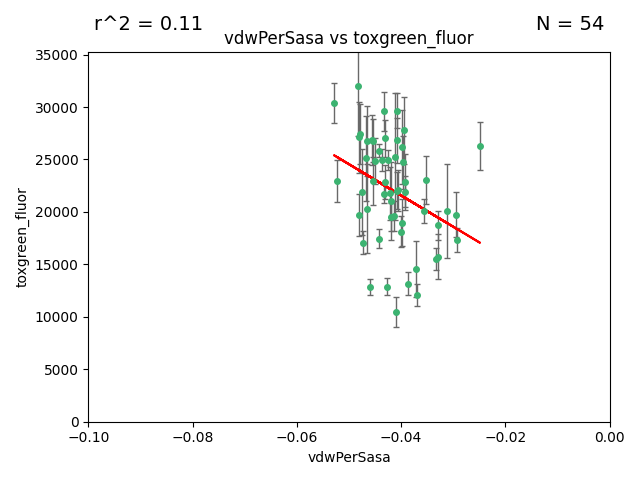 r^2 = 0.11
N = 54
vdwPerSasa vs toxgreen_fluor
35000
30000
25000
20000
15000
10000
5000
0
toxgreen_fluor
−0.10
−0.08
−0.06
−0.04
−0.02
0.00
vdwPerSasa